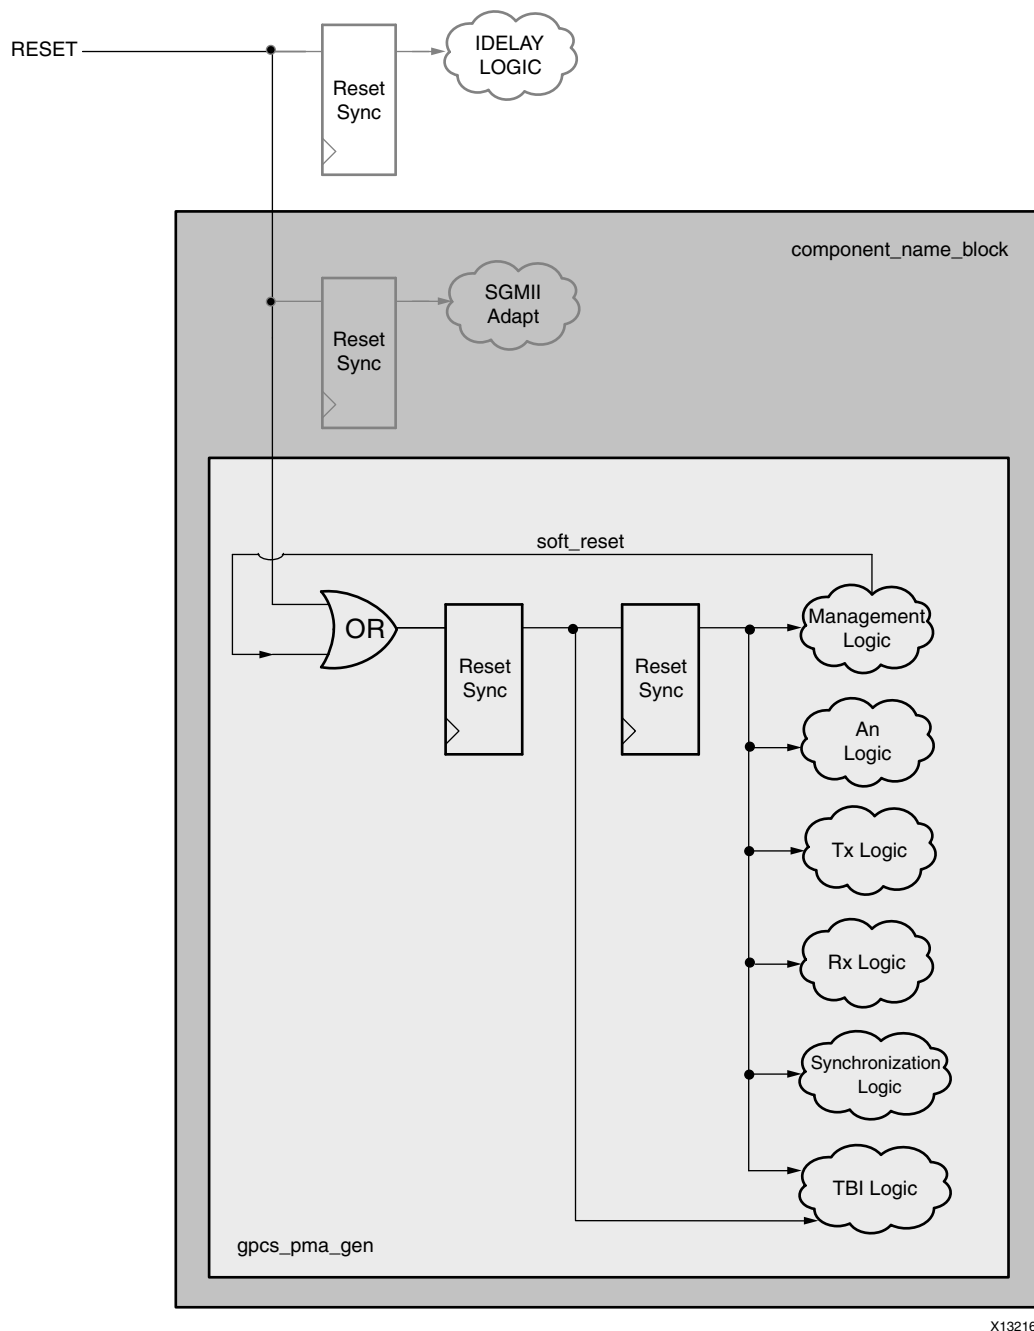 RESET
IDELAY
LOGIC
Reset
Sync
component_name_block
SGMII
Adapt
Reset
Sync
soft_reset
OR
Management
Logic
Reset
Sync
Reset
Sync
An
Logic
Tx Logic
Rx Logic
Synchronization
Logic
TBI Logic
gpcs_pma_gen
X13216